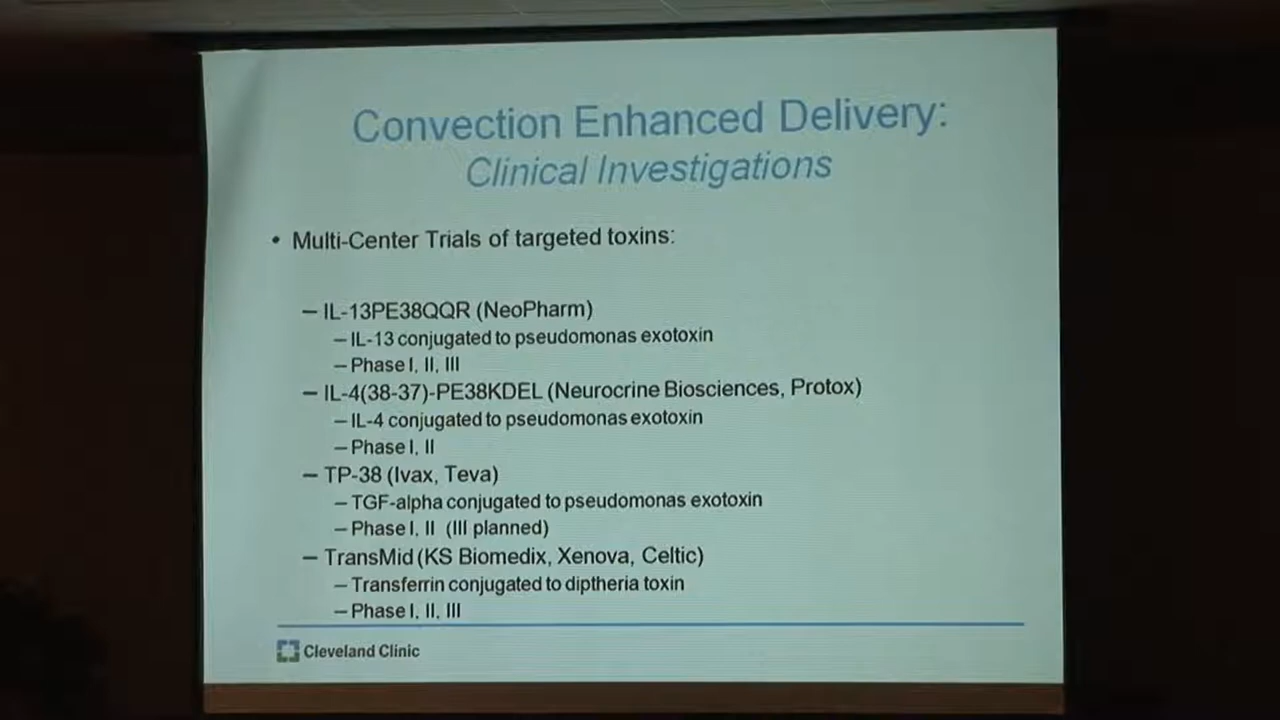 Convection Enhanced Delivery:
Clinical Investigations
• Multi-Center Trials of targeted toxins:
– IL-13PE38QQR (NeoPharm)
– IL-13 conjugated to pseudomonas exotoxin
– Phase I, II, III
– IL-4(38-37)-PE38KDEL (Neurocrine Biosciences, Protox)
– IL-4 conjugated to pseudomonas exotoxin
– Phase I, II
– TP-38 (Ivax, Teva)
– TGF-alpha conjugated to pseudomonas exotoxin
– Phase I, II (III planned)
– TransMid (KS Biomedix, Xenova, Celtic)
– Transferrin conjugated to diptheria toxin
– Phase I, II, III
Cleveland Clinic